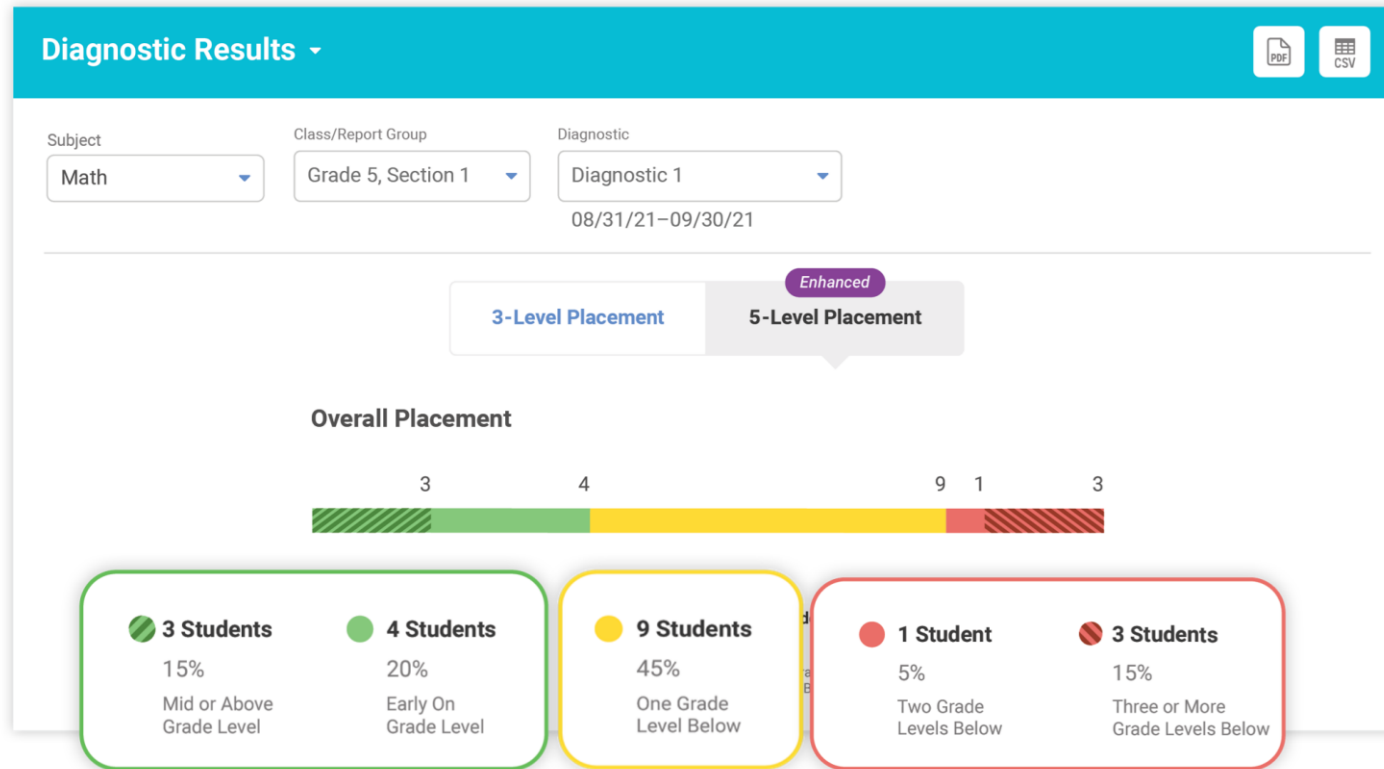 Diagnostic Results
PDF
CSV
Subject
Class/Report Group
Diagnostic
Math
Grade 5, Section 1
Diagnostic 1
08/31/21–09/30/21
Enhanced
3-Level Placement
5-Level Placement
Overall Placement
3 4 9 1 3
3 Students
15%
Mid or Above
Grade Level
4 Students
20%
Early On
Grade Level
9 Students
45%
One Grade
Level Below
1 Student
5%
Two Grade
Levels Below
3 Students
15%
Three or More
Grade Levels Below